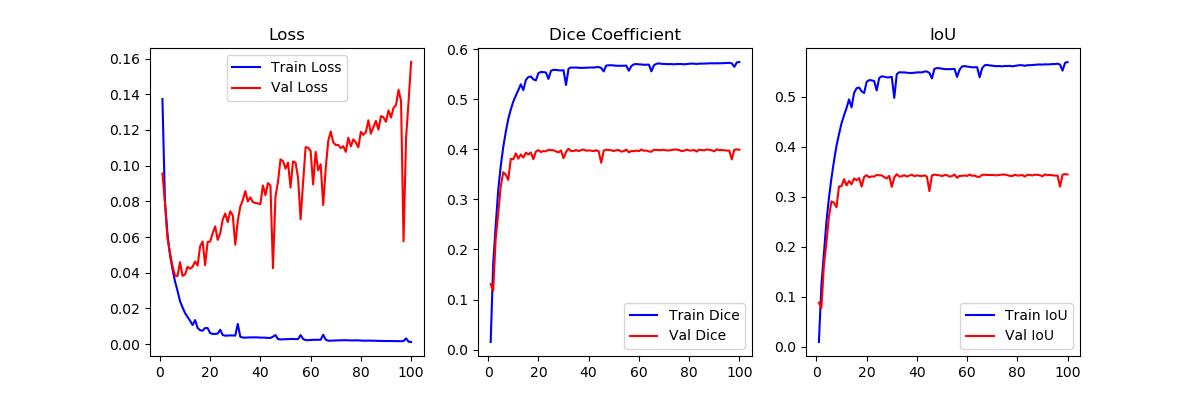 Loss
0.16
0.14
0.12
0.10
0.08
0.06
0.04
0.02
0.00
0 20 40 60 80 100
Train Loss
Val Loss
Dice Coefficient
0.6
0.5
0.4
0.3
0.2
0.1
0.0
0 20 40 60 80 100
Train Dice
Val Dice
IoU
0.5
0.4
0.3
0.2
0.1
0.0
0 20 40 60 80 100
Train IoU
Val IoU